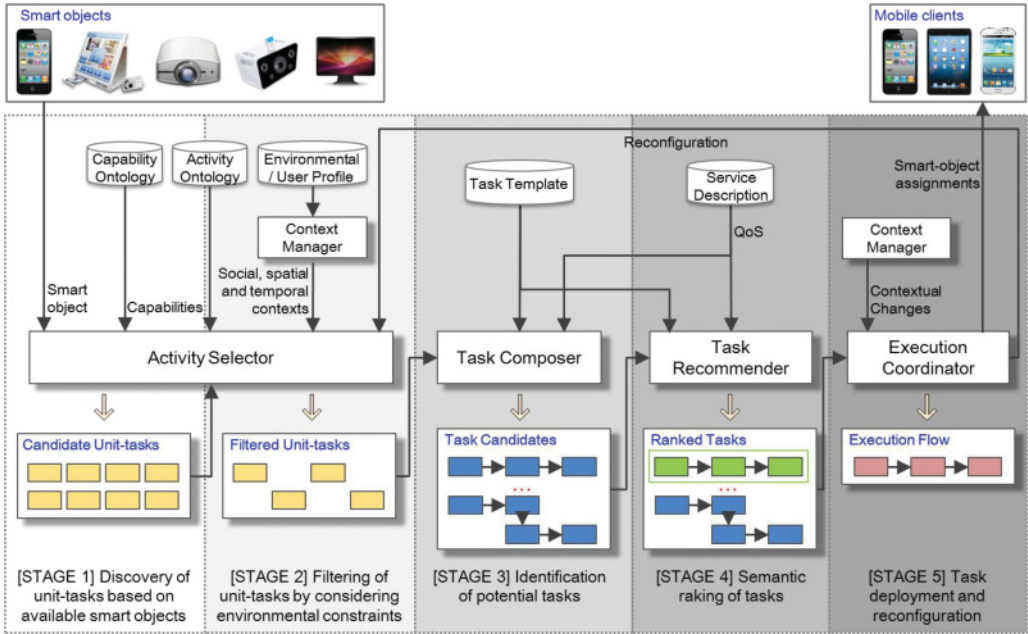 Smart objects
Mobile clients
Reconfiguration
Capability
Ontology
Activity
Ontology
Environmental
/ User Profile
Task Template
Service
Description
Smart-object
assignments
Context
Manager
QoS
Context
Manager
Smart
object
Capabilities
Social, spatial
and temporal
contexts
Contextual
Changes
Activity Selector
Task Composer
Task
Recommender
Execution
Coordinator
Candidate Unit-tasks
Filtered Unit-tasks
Task Candidates
...
Ranked Tasks
...
Execution Flow
[STAGE 1] Discovery of
unit-tasks based on
available smart objects
[STAGE 2] Filtering of
unit-tasks by considering
environmental constraints
[STAGE 3] Identification
of potential tasks
[STAGE 4] Semantic
raking of tasks
[STAGE 5] Task
deployment and
reconfiguration